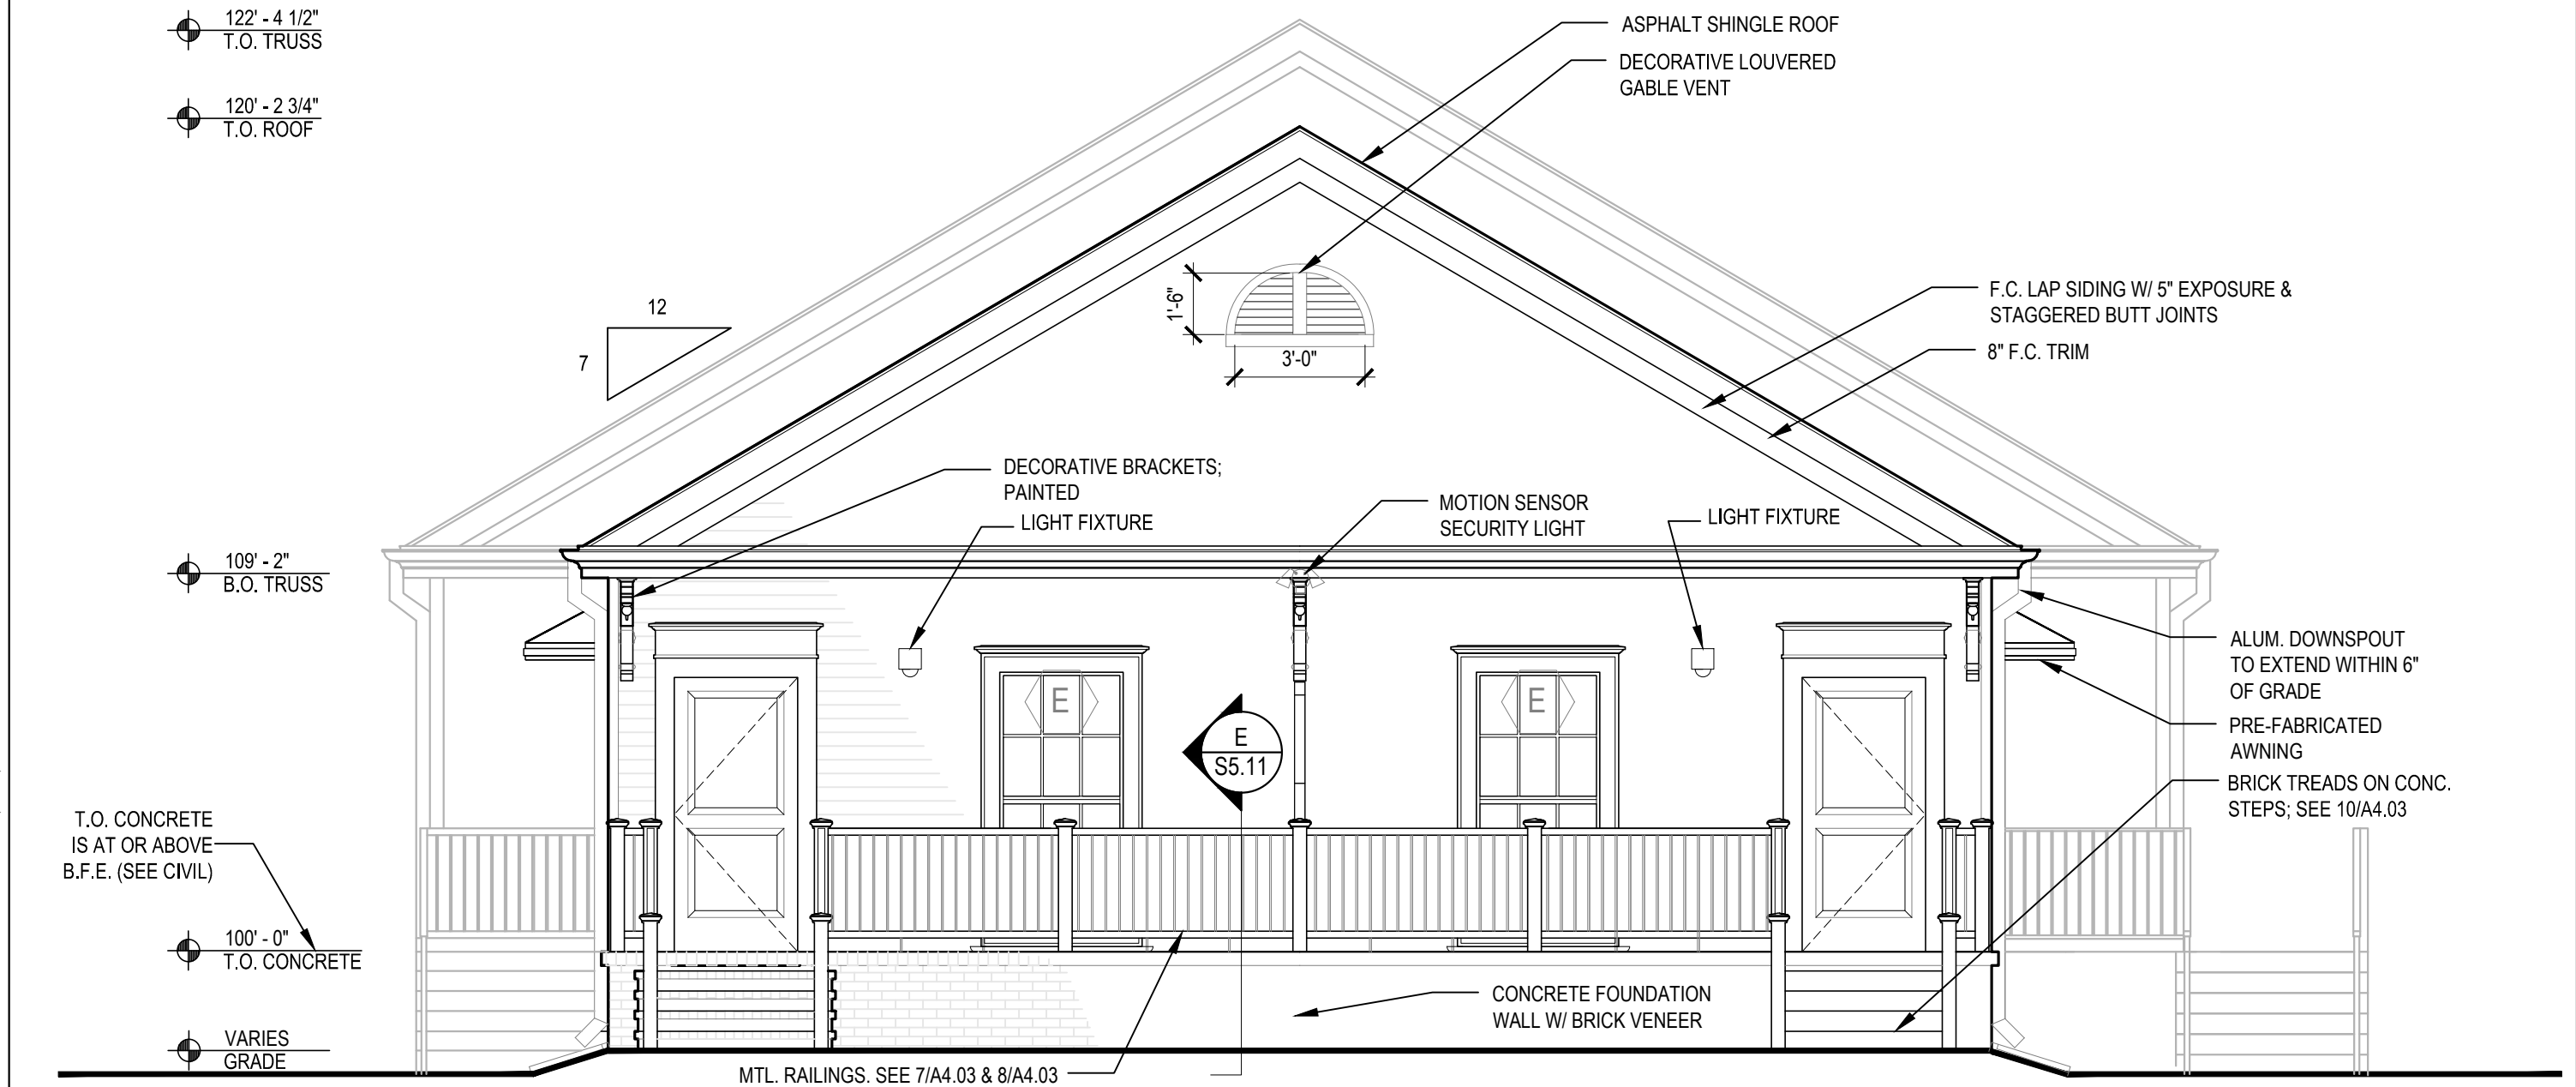 122' - 4 1/2"
T.O. TRUSS
120' - 2 3/4"
T.O. ROOF
ASPHALT SHINGLE ROOF
DECORATIVE LOUVERED
GABLE VENT
12
7
1'-6"
3'-0"
F.C. LAP SIDING W/ 5" EXPOSURE &
STAGGERED BUTT JOINTS
8" F.C. TRIM
DECORATIVE BRACKETS;
PAINTED
LIGHT FIXTURE
MOTION SENSOR
SECURITY LIGHT
LIGHT FIXTURE
109' - 2"
B.O. TRUSS
E
E
E
S5.11
ALUM. DOWNSPOUT
TO EXTEND WITHIN 6"
OF GRADE
PRE-FABRICATED
AWNING
BRICK TREADS ON CONC.
STEPS; SEE 10/A4.03
T.O. CONCRETE
IS AT OR ABOVE
B.F.E. (SEE CIVIL)
100' - 0"
T.O. CONCRETE
CONCRETE FOUNDATION
WALL W/ BRICK VENEER
VARIES
GRADE
MTL. RAILINGS. SEE 7/A4.03 & 8/A4.03